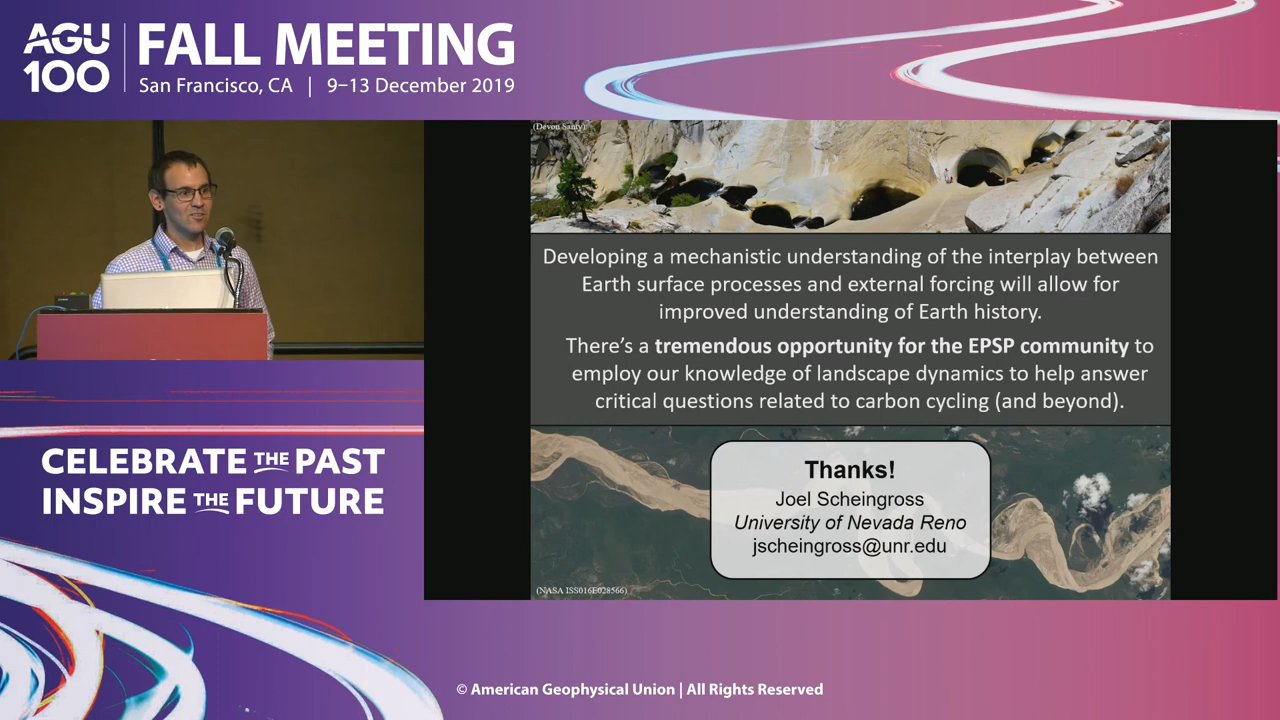 AGU
100
FALL MEETING
San Francisco, CA | 9–13 December 2019
(Devon Santy)
Developing a mechanistic understanding of the interplay between
Earth surface processes and external forcing will allow for
improved understanding of Earth history.
There's a tremendous opportunity for the EPSP community to
employ our knowledge of landscape dynamics to help answer
critical questions related to carbon cycling (and beyond).
Thanks!
Joel Scheingross
University of Nevada Reno
jscheingross@unr.edu
(NASA ISS016E028566)
CELEBRATE THE PAST
INSPIRE THE FUTURE
© American Geophysical Union | All Rights Reserved